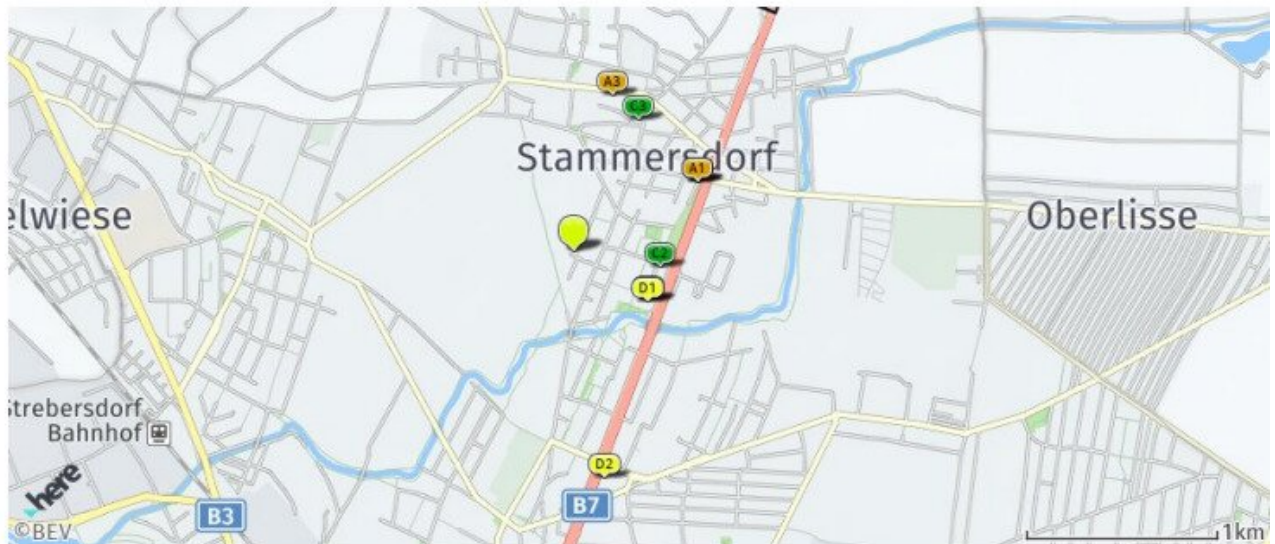 A3
C3
Stammersdorf
A1
elwiese
Oberlisse
C2
D1
Strebersdorf
Bahnhof
D2
here
B3
B7
©BEV
1km